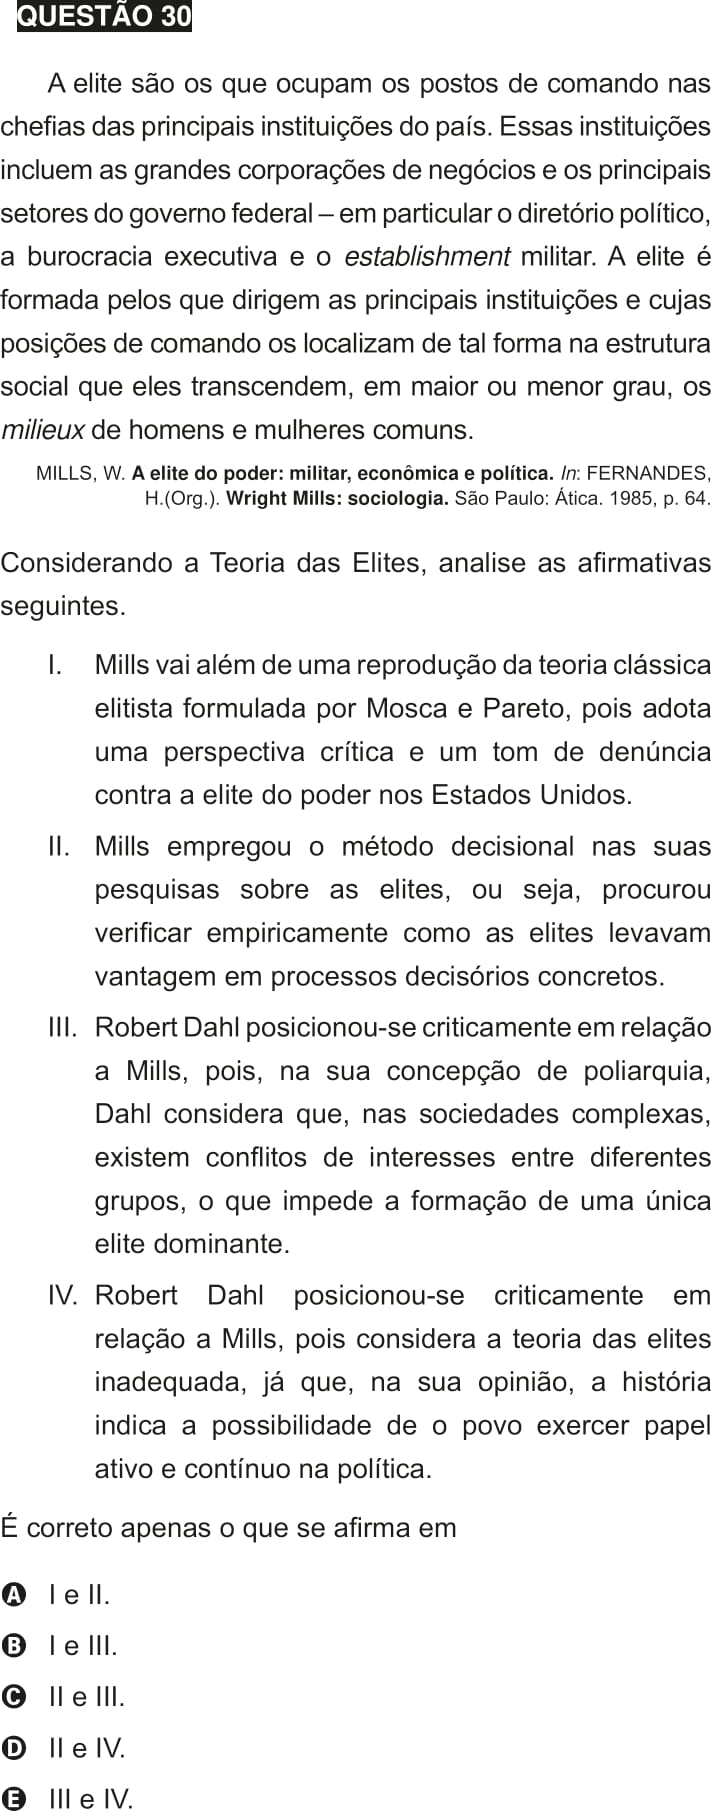 QUESTÃO 30
A elite são os que ocupam os postos de comando nas
chefias das principais instituições do país. Essas instituições
incluem as grandes corporações de negócios e os principais
setores do governo federal – em particular o diretório político,
a burocracia executiva e o establishment militar. A elite é
formada pelos que dirigem as principais instituições e cujas
posições de comando os localizam de tal forma na estrutura
social que eles transcendem, em maior ou menor grau, os
milieux de homens e mulheres comuns.
MILLS, W. A elite do poder: militar, econômica e política. In: FERNANDES,
H.(Org.). Wright Mills: sociologia. São Paulo: Ática. 1985, p. 64.
Considerando a Teoria das Elites, analise as afirmativas
seguintes.
I. Mills vai além de uma reprodução da teoria clássica
elitista formulada por Mosca e Pareto, pois adota
uma perspectiva crítica e um tom de denúncia
contra a elite do poder nos Estados Unidos.
II. Mills empregou o método decisional nas suas
pesquisas sobre as elites, ou seja, procurou
verificar empiricamente como as elites levavam
vantagem em processos decisórios concretos.
III. Robert Dahl posicionou-se criticamente em relação
a Mills, pois, na sua concepção de poliarquia,
Dahl considera que, nas sociedades complexas,
existem conflitos de interesses entre diferentes
grupos, o que impede a formação de uma única
elite dominante.
IV. Robert Dahl posicionou-se criticamente em
relação a Mills, pois considera a teoria das elites
inadequada, já que, na sua opinião, a história
indica a possibilidade de o povo exercer papel
ativo e contínuo na política.
É correto apenas o que se afirma em
A I e II.
B I e III.
C II e III.
D II e IV.
E III e IV.